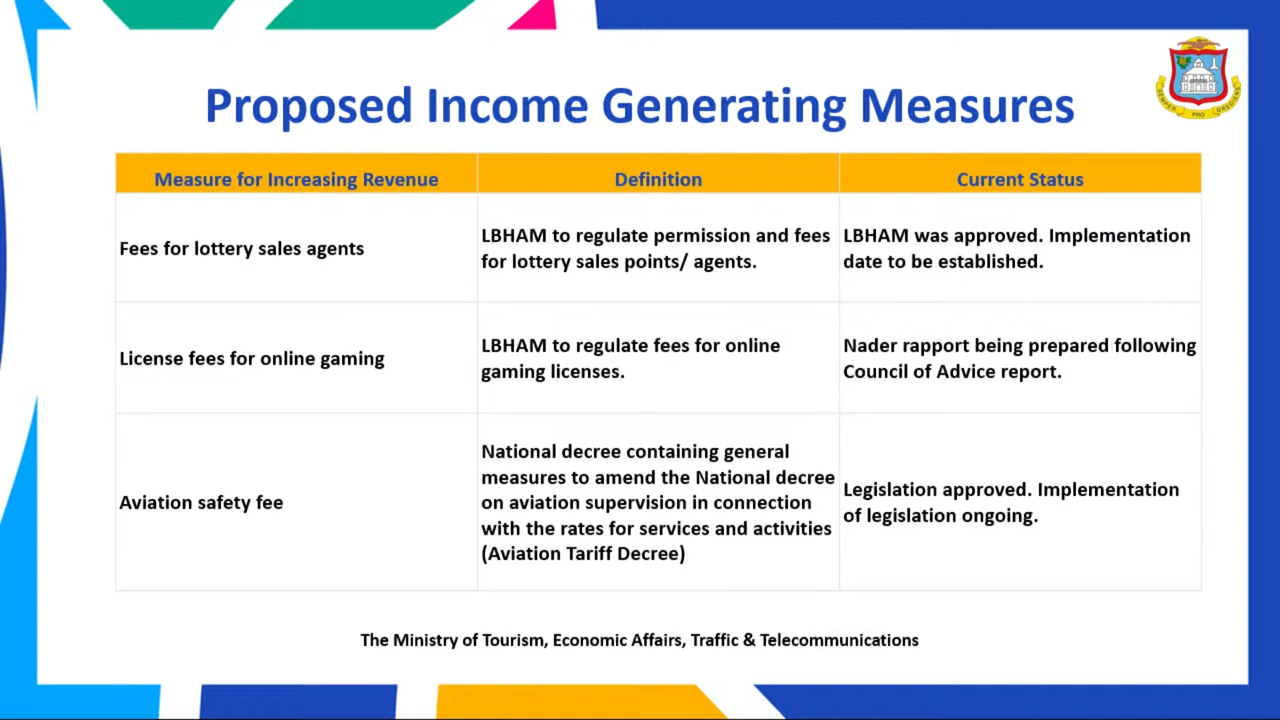 Proposed Income Generating Measures
SEMPER PRO GREDIENS
Measure for Increasing Revenue
Definition
Current Status
Fees for lottery sales agents
LBHAM to regulate permission and fees
for lottery sales points/ agents.
LBHAM was approved. Implementation
date to be established.
License fees for online gaming
LBHAM to regulate fees for online
gaming licenses.
Nader rapport being prepared following
Council of Advice report.
Aviation safety fee
National decree containing general
measures to amend the National decree
on aviation supervision in connection
with the rates for services and activities
(Aviation Tariff Decree)
Legislation approved. Implementation
of legislation ongoing.
The Ministry of Tourism, Economic Affairs, Traffic & Telecommunications